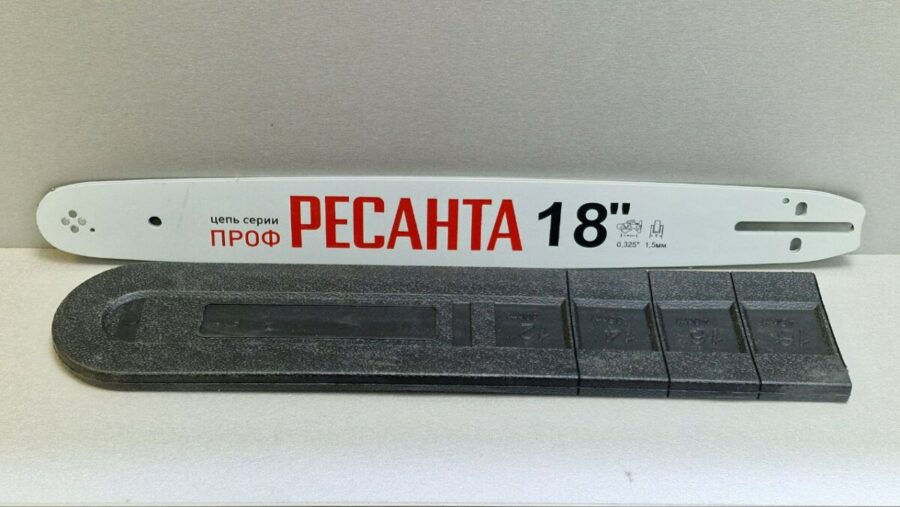 цепь серии
ПРОФ
РЕСАНТА 18"
0,325" 1,5мм